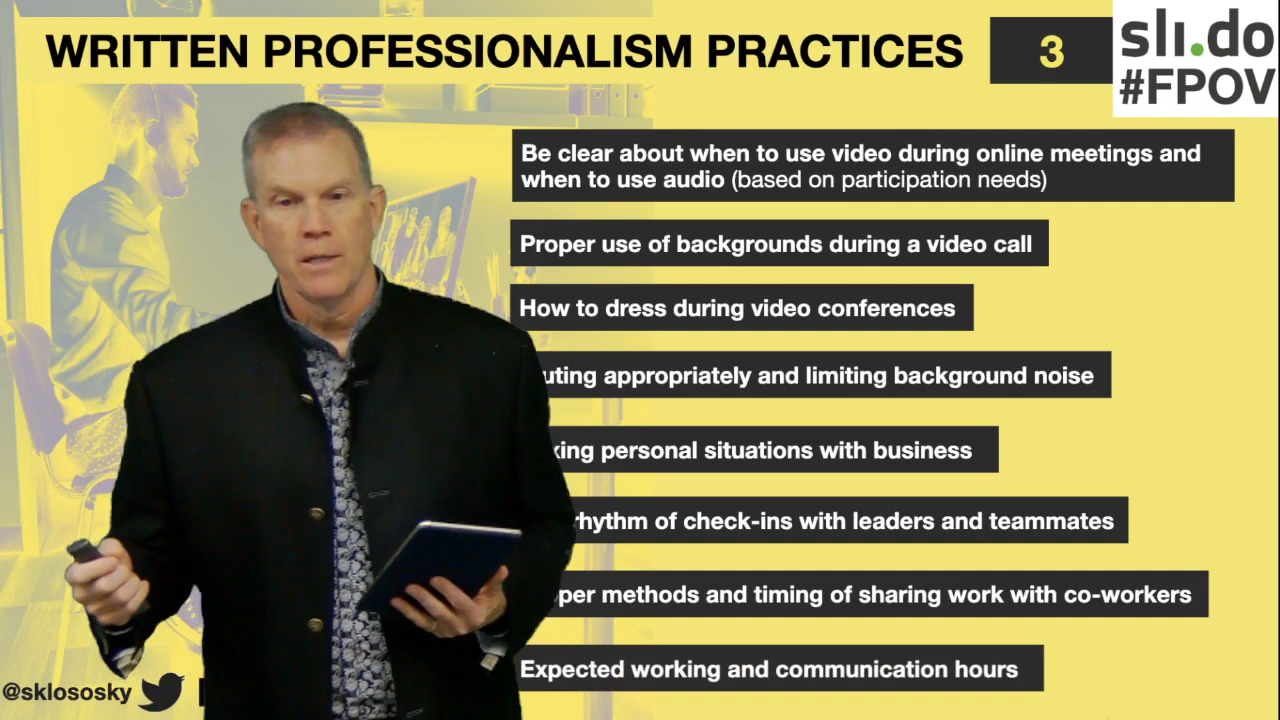 WRITTEN PROFESSIONALISM PRACTICES
3
sli.do
#FPOV
Be clear about when to use video during online meetings and
when to use audio (based on participation needs)
Proper use of backgrounds during a video call
How to dress during video conferences
uting appropriately and limiting background noise
king personal situations with business
rhythm of check-ins with leaders and teammates
per methods and timing of sharing work with co-workers
Expected working and communication hours
@sklososky